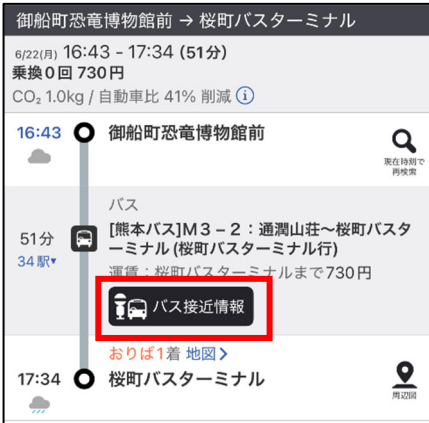 御船町恐竜博物館前 → 桜町バスターミナル
6/22(月) 16:43 - 17:34 (51分)
乗換0回 730円
CO₂ 1.0kg / 自動車比 41% 削減 ⓘ
16:43 御船町恐竜博物館前
現在時刻で
再検索
バス
[熊本バス]M3－2：通潤山荘〜桜町バスタ
ーミナル (桜町バスターミナル行)
51分
34駅▾
運賃：桜町バスターミナルまで730円
バス接近情報
おりば1着 地図
17:34 桜町バスターミナル
周辺図